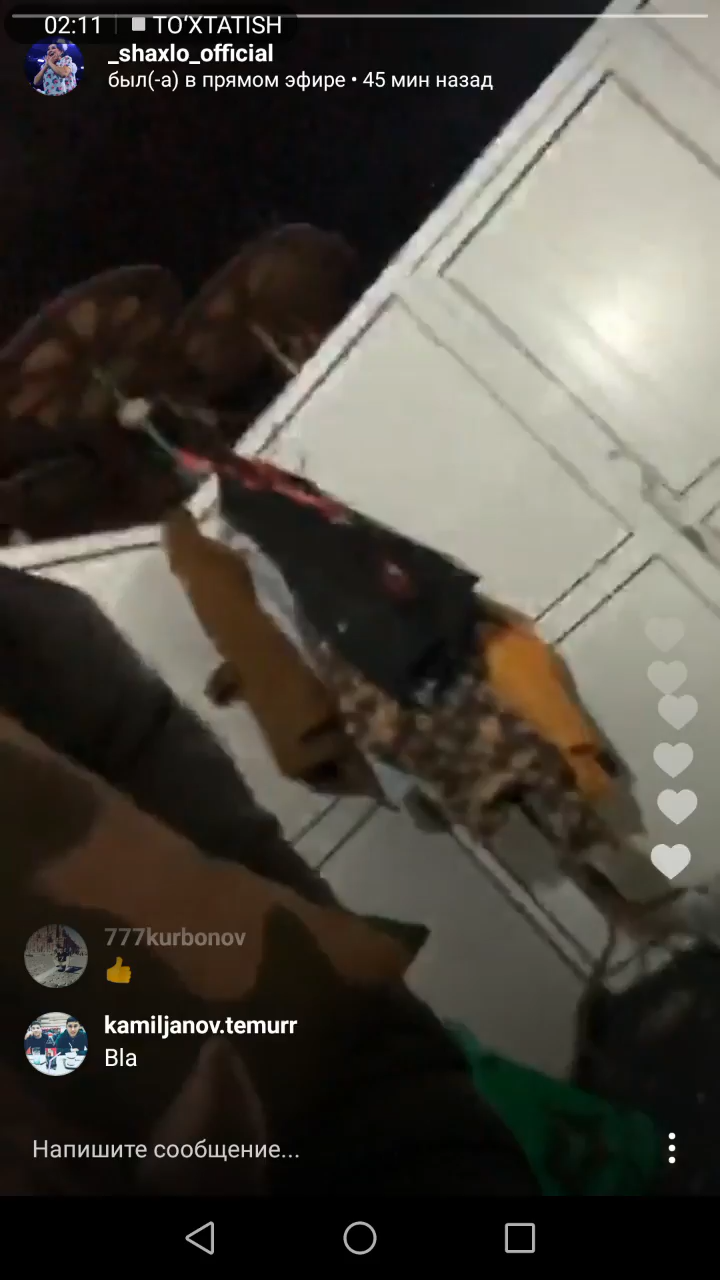 02:11 TO‘XTATISH
_shaxlo_official
был(-а) в прямом эфире • 45 мин назад
777kurbonov
👍
kamiljanov.temurr
Bla
Напишите сообщение...